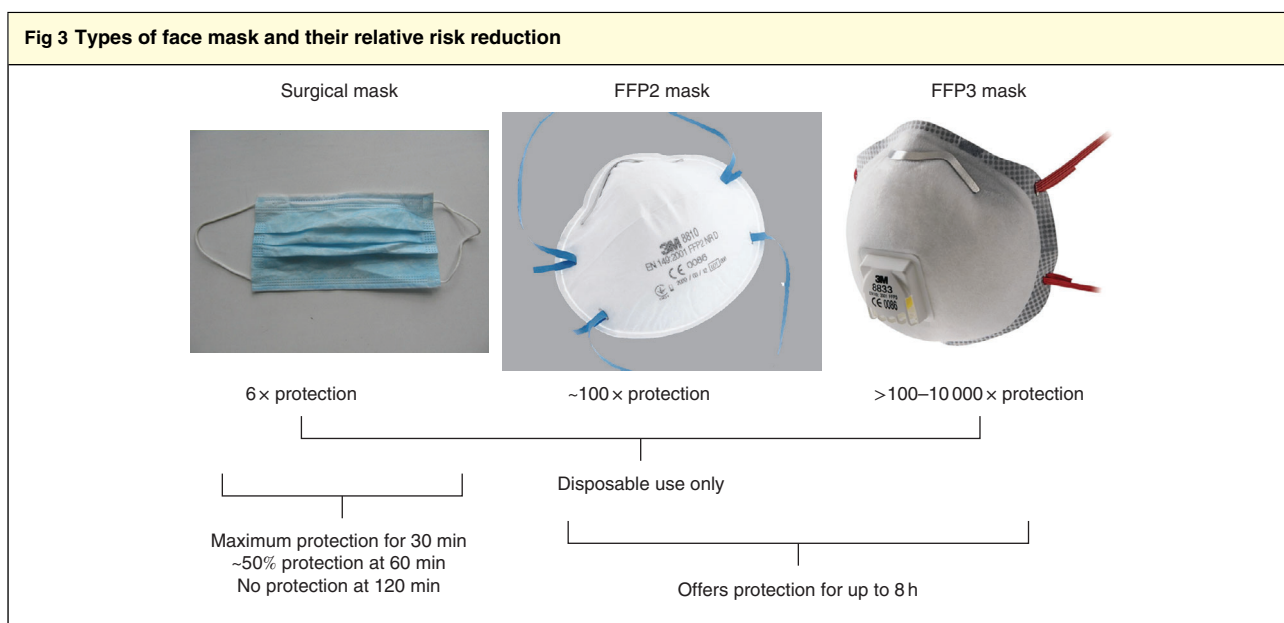 Fig 3 Types of face mask and their relative risk reduction
Surgical mask
FFP2 mask
FFP3 mask
3M 8810
EN 149:2001 FFP2 NR D
CE 0086
3M
8833
CE 0086
6 × protection
~100 × protection
>100–10 000 × protection
Disposable use only
Maximum protection for 30 min
~50% protection at 60 min
No protection at 120 min
Offers protection for up to 8 h